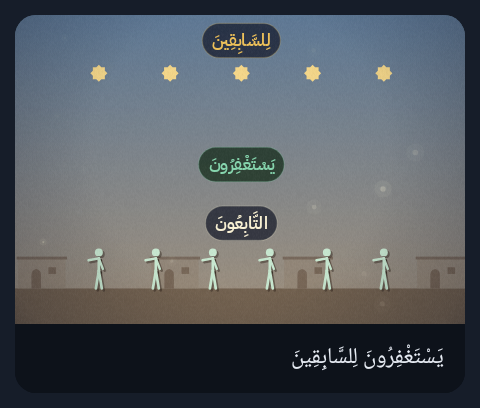 لِلسَّابِقِينَ
يَسْتَغْفِرُونَ
التَّابِعُونَ
يَسْتَغْفِرُونَ لِلسَّابِقِينَ